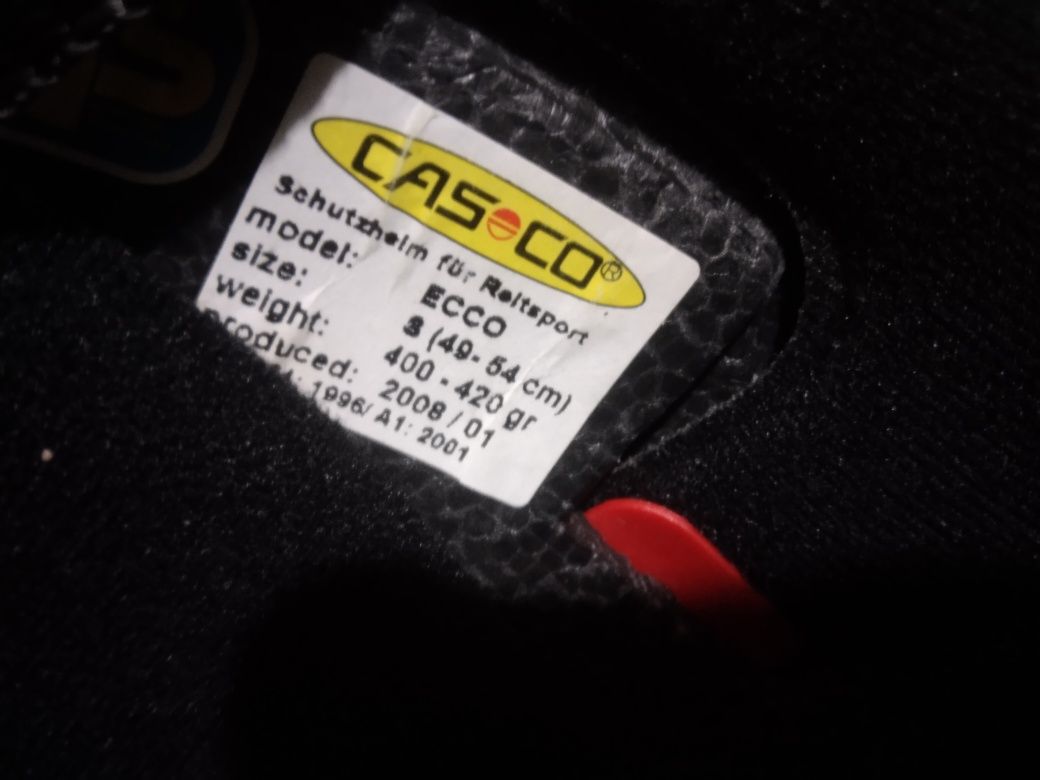 CAS CO®
Schutzhelm für Reitsport
model: ECCO
size: S (49-54 cm)
weight: 400 - 420 gr
produced: 2008 / 01
1996/ A1: 2001